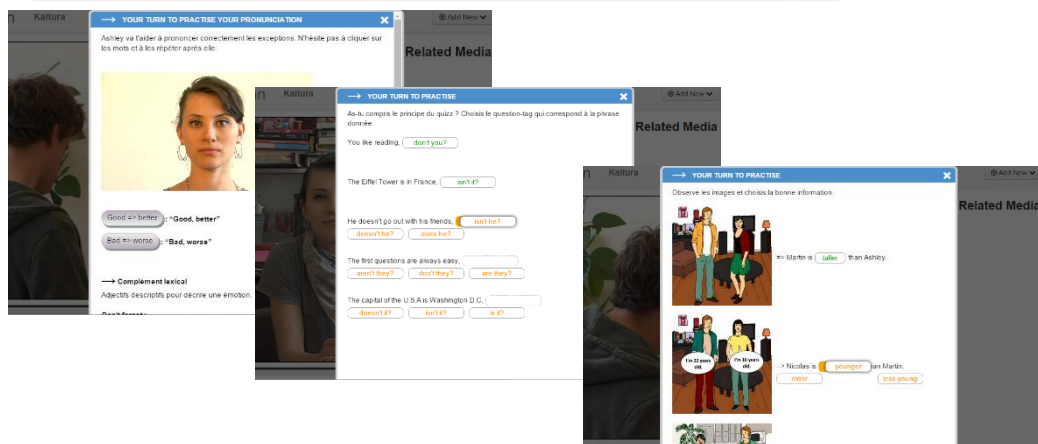 Kaltura
Add New
Related Media
→ YOUR TURN TO PRACTISE YOUR PRONUNCIATION
Ashley va t'aider à prononcer correctement les exceptions. N'hésite pas à cliquer sur
les mots et à les répéter après elle.
Good => better : "Good, better"
Bad => worse : "Bad, worse"
→ Complément lexical
Adjectifs descriptifs pour décrire une émotion.
Kaltura
Add New
Related Media
→ YOUR TURN TO PRACTISE
As-tu compris le principe du quizz ? Choisis le question-tag qui correspond à la phrase
donnée.
You like reading, don't you?
The Eiffel Tower is in France, isn't it?
He doesn't go out with his friends, isn't he?
doesn't he? does he?
The first questions are always easy,
aren't they? don't they? are they?
The capital of the U.S.A is Washington D.C,
doesn't it? isn't it? is it?
Kaltura
Add New
Related Media
→ YOUR TURN TO PRACTISE
Observe les images et choisis la bonne information.
=> Martin is taller than Ashley
I'm 22 years
old.
I'm 16 years
old.
=> Nicolas is younger an Martin.
older less young